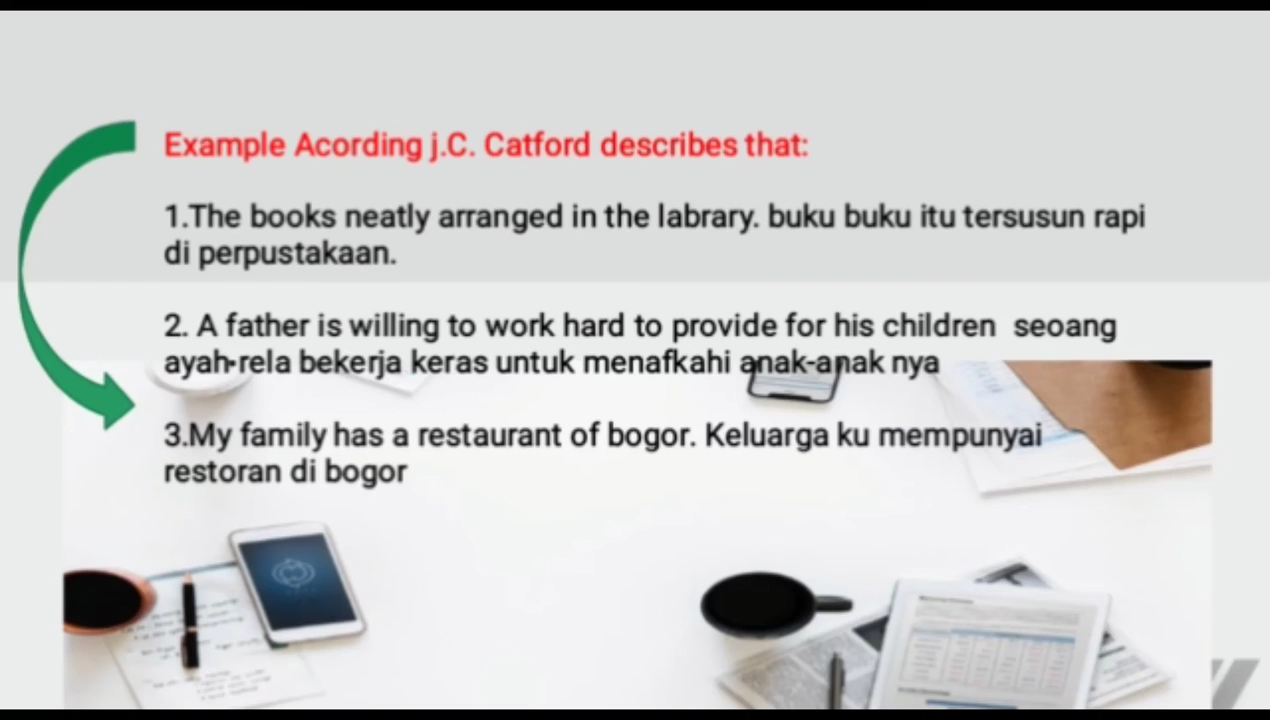 Example Acording j.C. Catford describes that:
1.The books neatly arranged in the labrary. buku buku itu tersusun rapi
di perpustakaan.
2. A father is willing to work hard to provide for his children seoang
ayah rela bekerja keras untuk menafkahi anak-anak nya
3.My family has a restaurant of bogor. Keluarga ku mempunyai
restoran di bogor